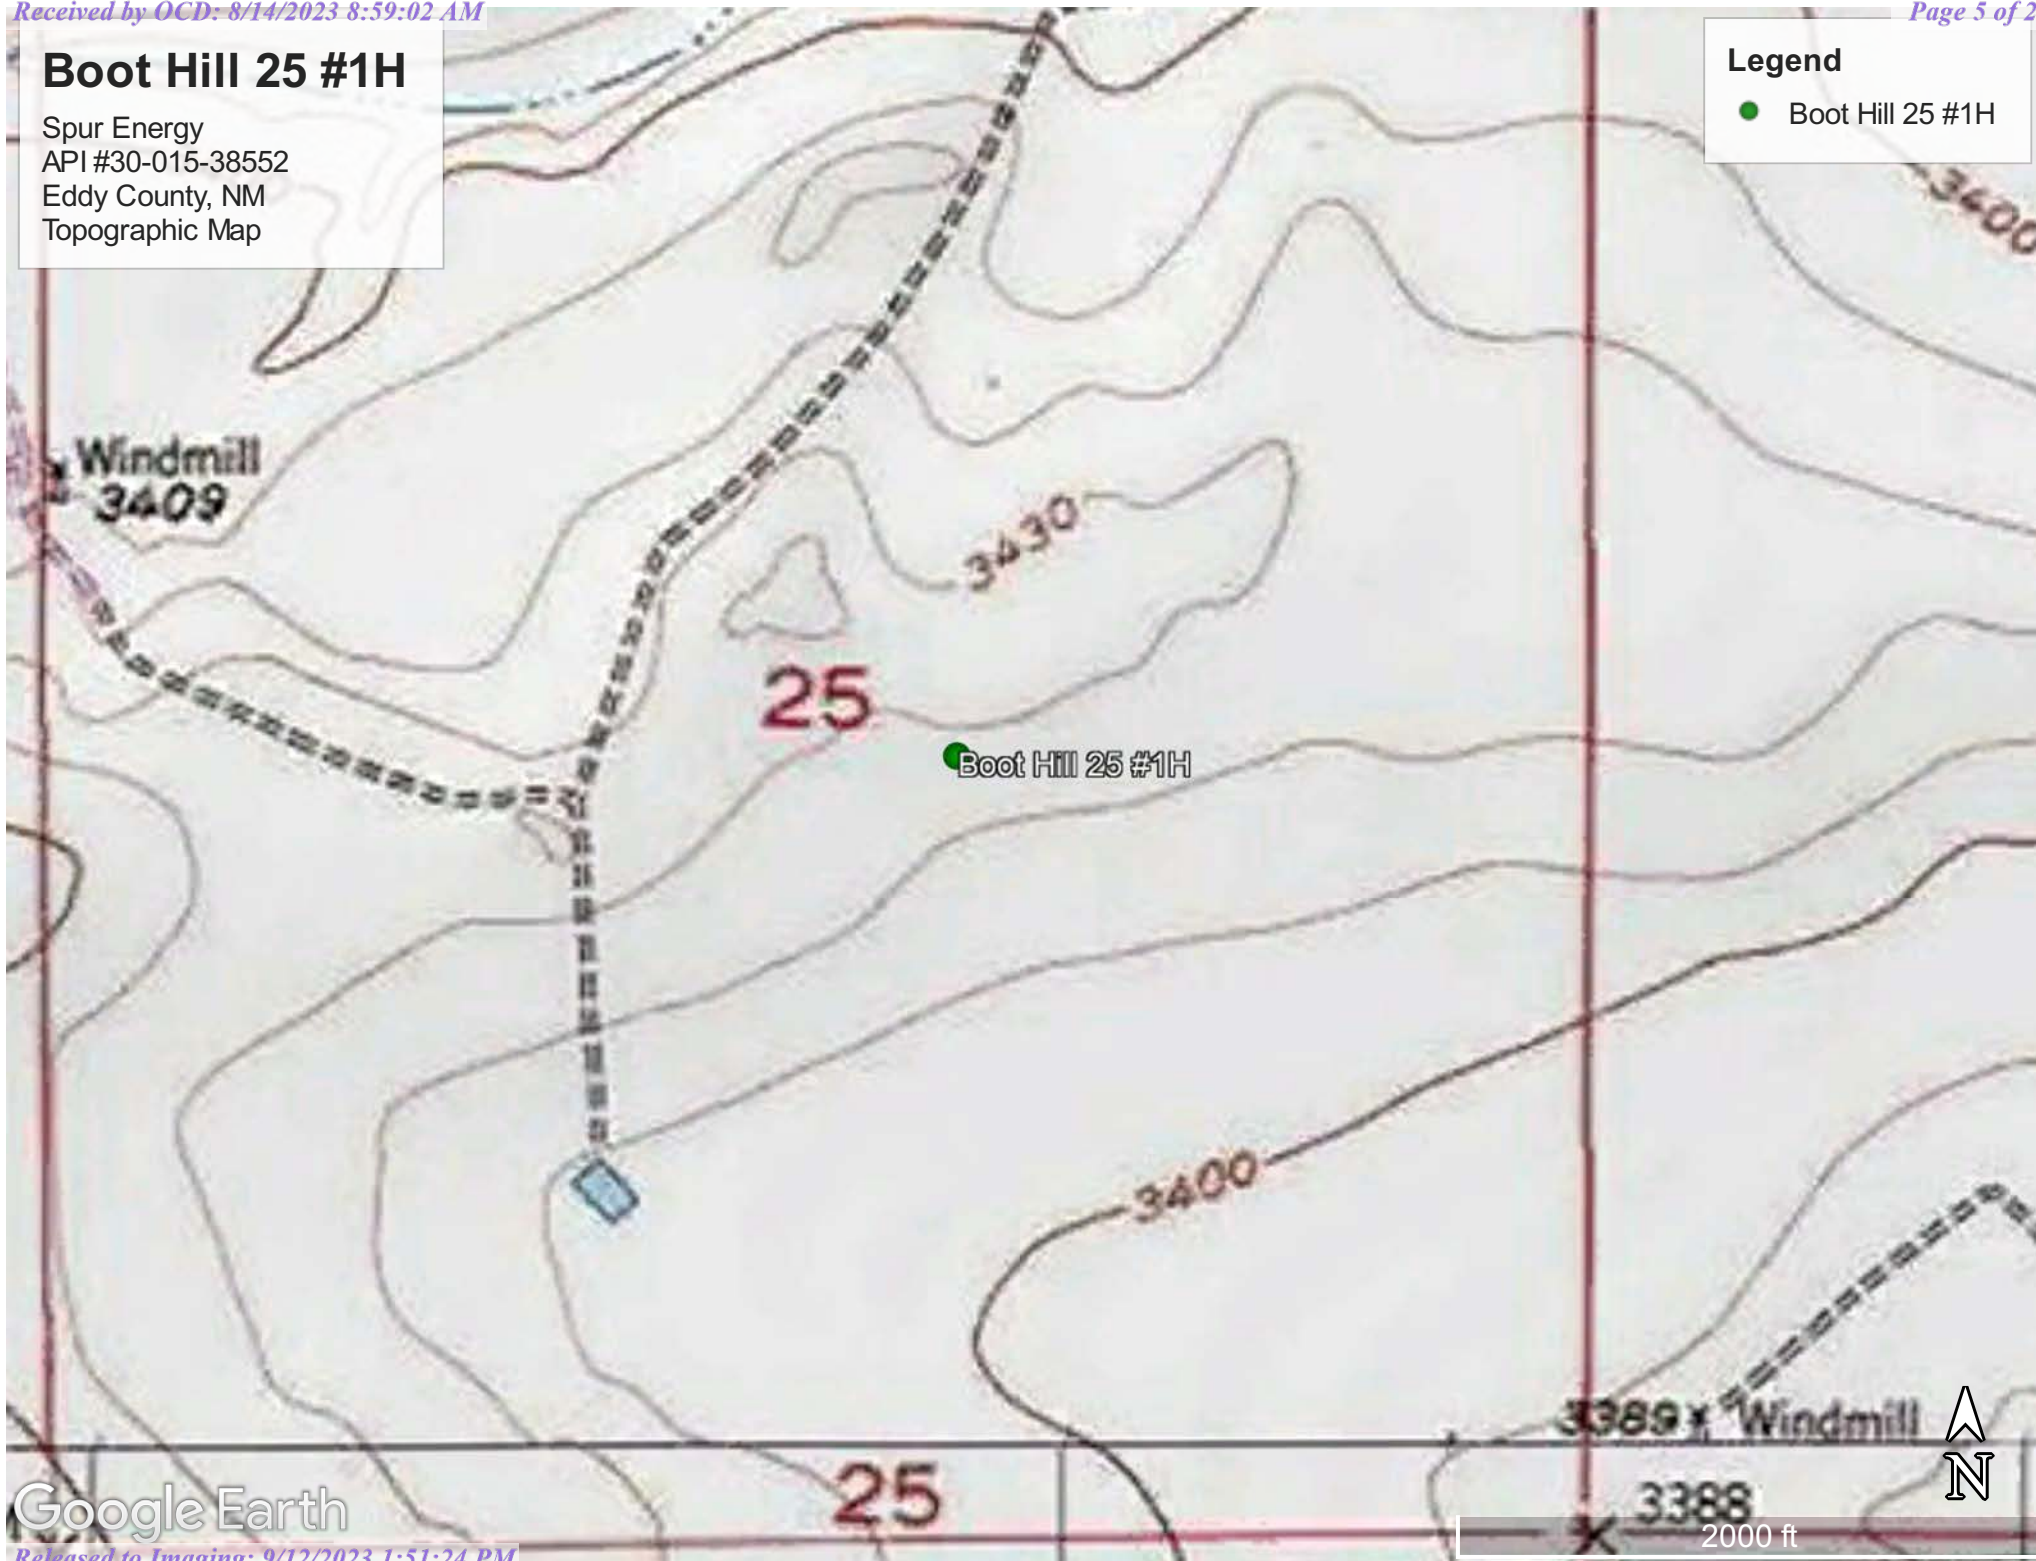 Received by OCD: 8/14/2023 8:59:02 AM
Page 5 of 2
Boot Hill 25 #1H
Spur Energy
API #30-015-38552
Eddy County, NM
Topographic Map
Legend
Boot Hill 25 #1H
3400
Windmill
3409
3430
25
Boot Hill 25 #1H
3400
3389 Windmill
N
25
3388
Google Earth
2000 ft
Released to Imaging: 9/12/2023 1:51:24 PM